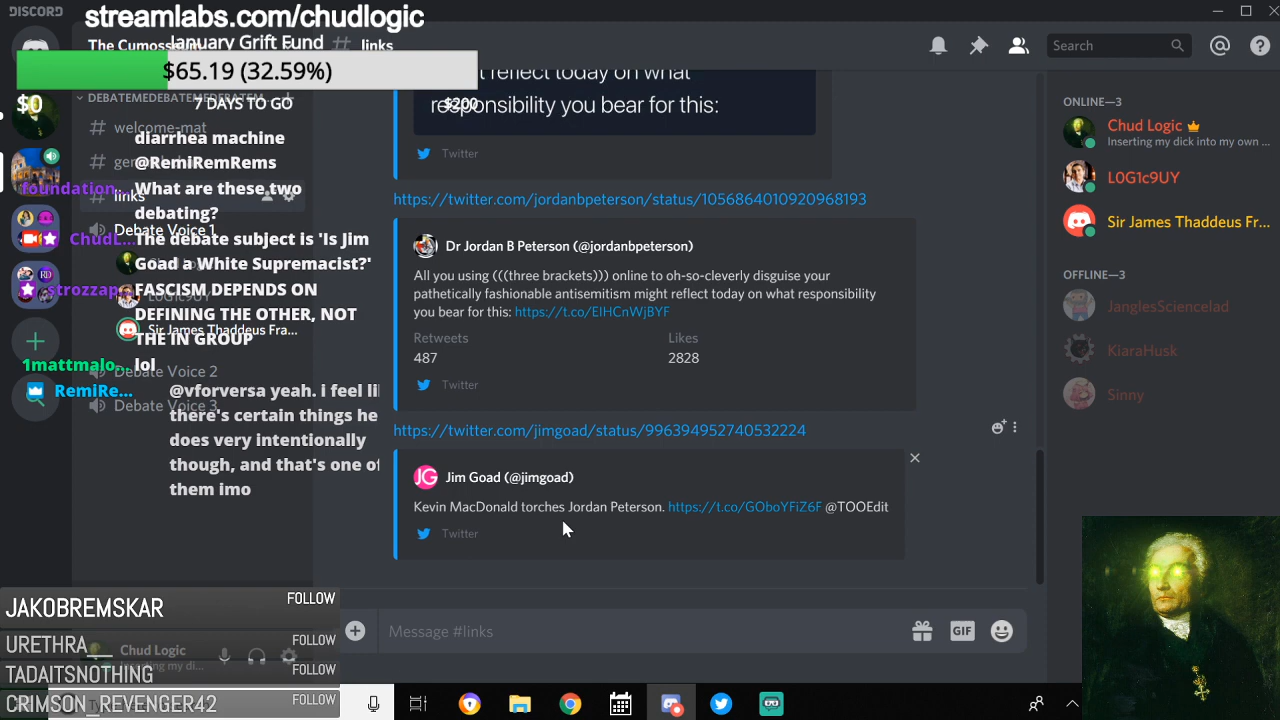 DISCORD
streamlabs.com/chudlogic
January Grift Fund
$65.19 (32.59%)
$0
$200
7 DAYS TO GO
The Cumosseum
DEBATEMEDEBATEMEDEBATEM...
# welcome-mat
# links
Debate Voice 1
Sir James Thaddeus Fra...
Debate Voice 2
Debate Voice 3
diarrhea machine
@RemiRemRems
foundation... What are these two
debating?
ChudL... The debate subject is 'Is Jim
Goad a White Supremacist?'
strozzap... FASCISM DEPENDS ON
DEFINING THE OTHER, NOT
THE IN GROUP
1mattmalo... lol
RemiRe... @vforversa yeah. i feel li
there's certain things he
does very intentionally
though, and that's one of
them imo
JAKOBREMSKAR FOLLOW
URETHRA__ FOLLOW
TADAITSNOTHING FOLLOW
CRIMSON_REVENGER42 FOLLOW
Chud Logic
Inserting my di...
# links
Search
reflect today on what
responsibility you bear for this:
Twitter
https://twitter.com/jordanbpeterson/status/1056864010920968193
Dr Jordan B Peterson (@jordanbpeterson)
All you using (((three brackets))) online to oh-so-cleverly disguise your
pathetically fashionable antisemitism might reflect today on what responsibility
you bear for this: https://t.co/EIHCnWjBYF
Retweets Likes
487 2828
Twitter
https://twitter.com/jimgoad/status/996394952740532224
JG Jim Goad (@jimgoad)
Kevin MacDonald torches Jordan Peterson. https://t.co/GOboYFiZ6F @TOOEdit
Twitter
Message #links
GIF
ONLINE—3
Chud Logic
Inserting my dick into my own ...
L0G1c9UY
Sir James Thaddeus Fr...
OFFLINE—3
JanglesSciencelad
KiaraHusk
Sinny